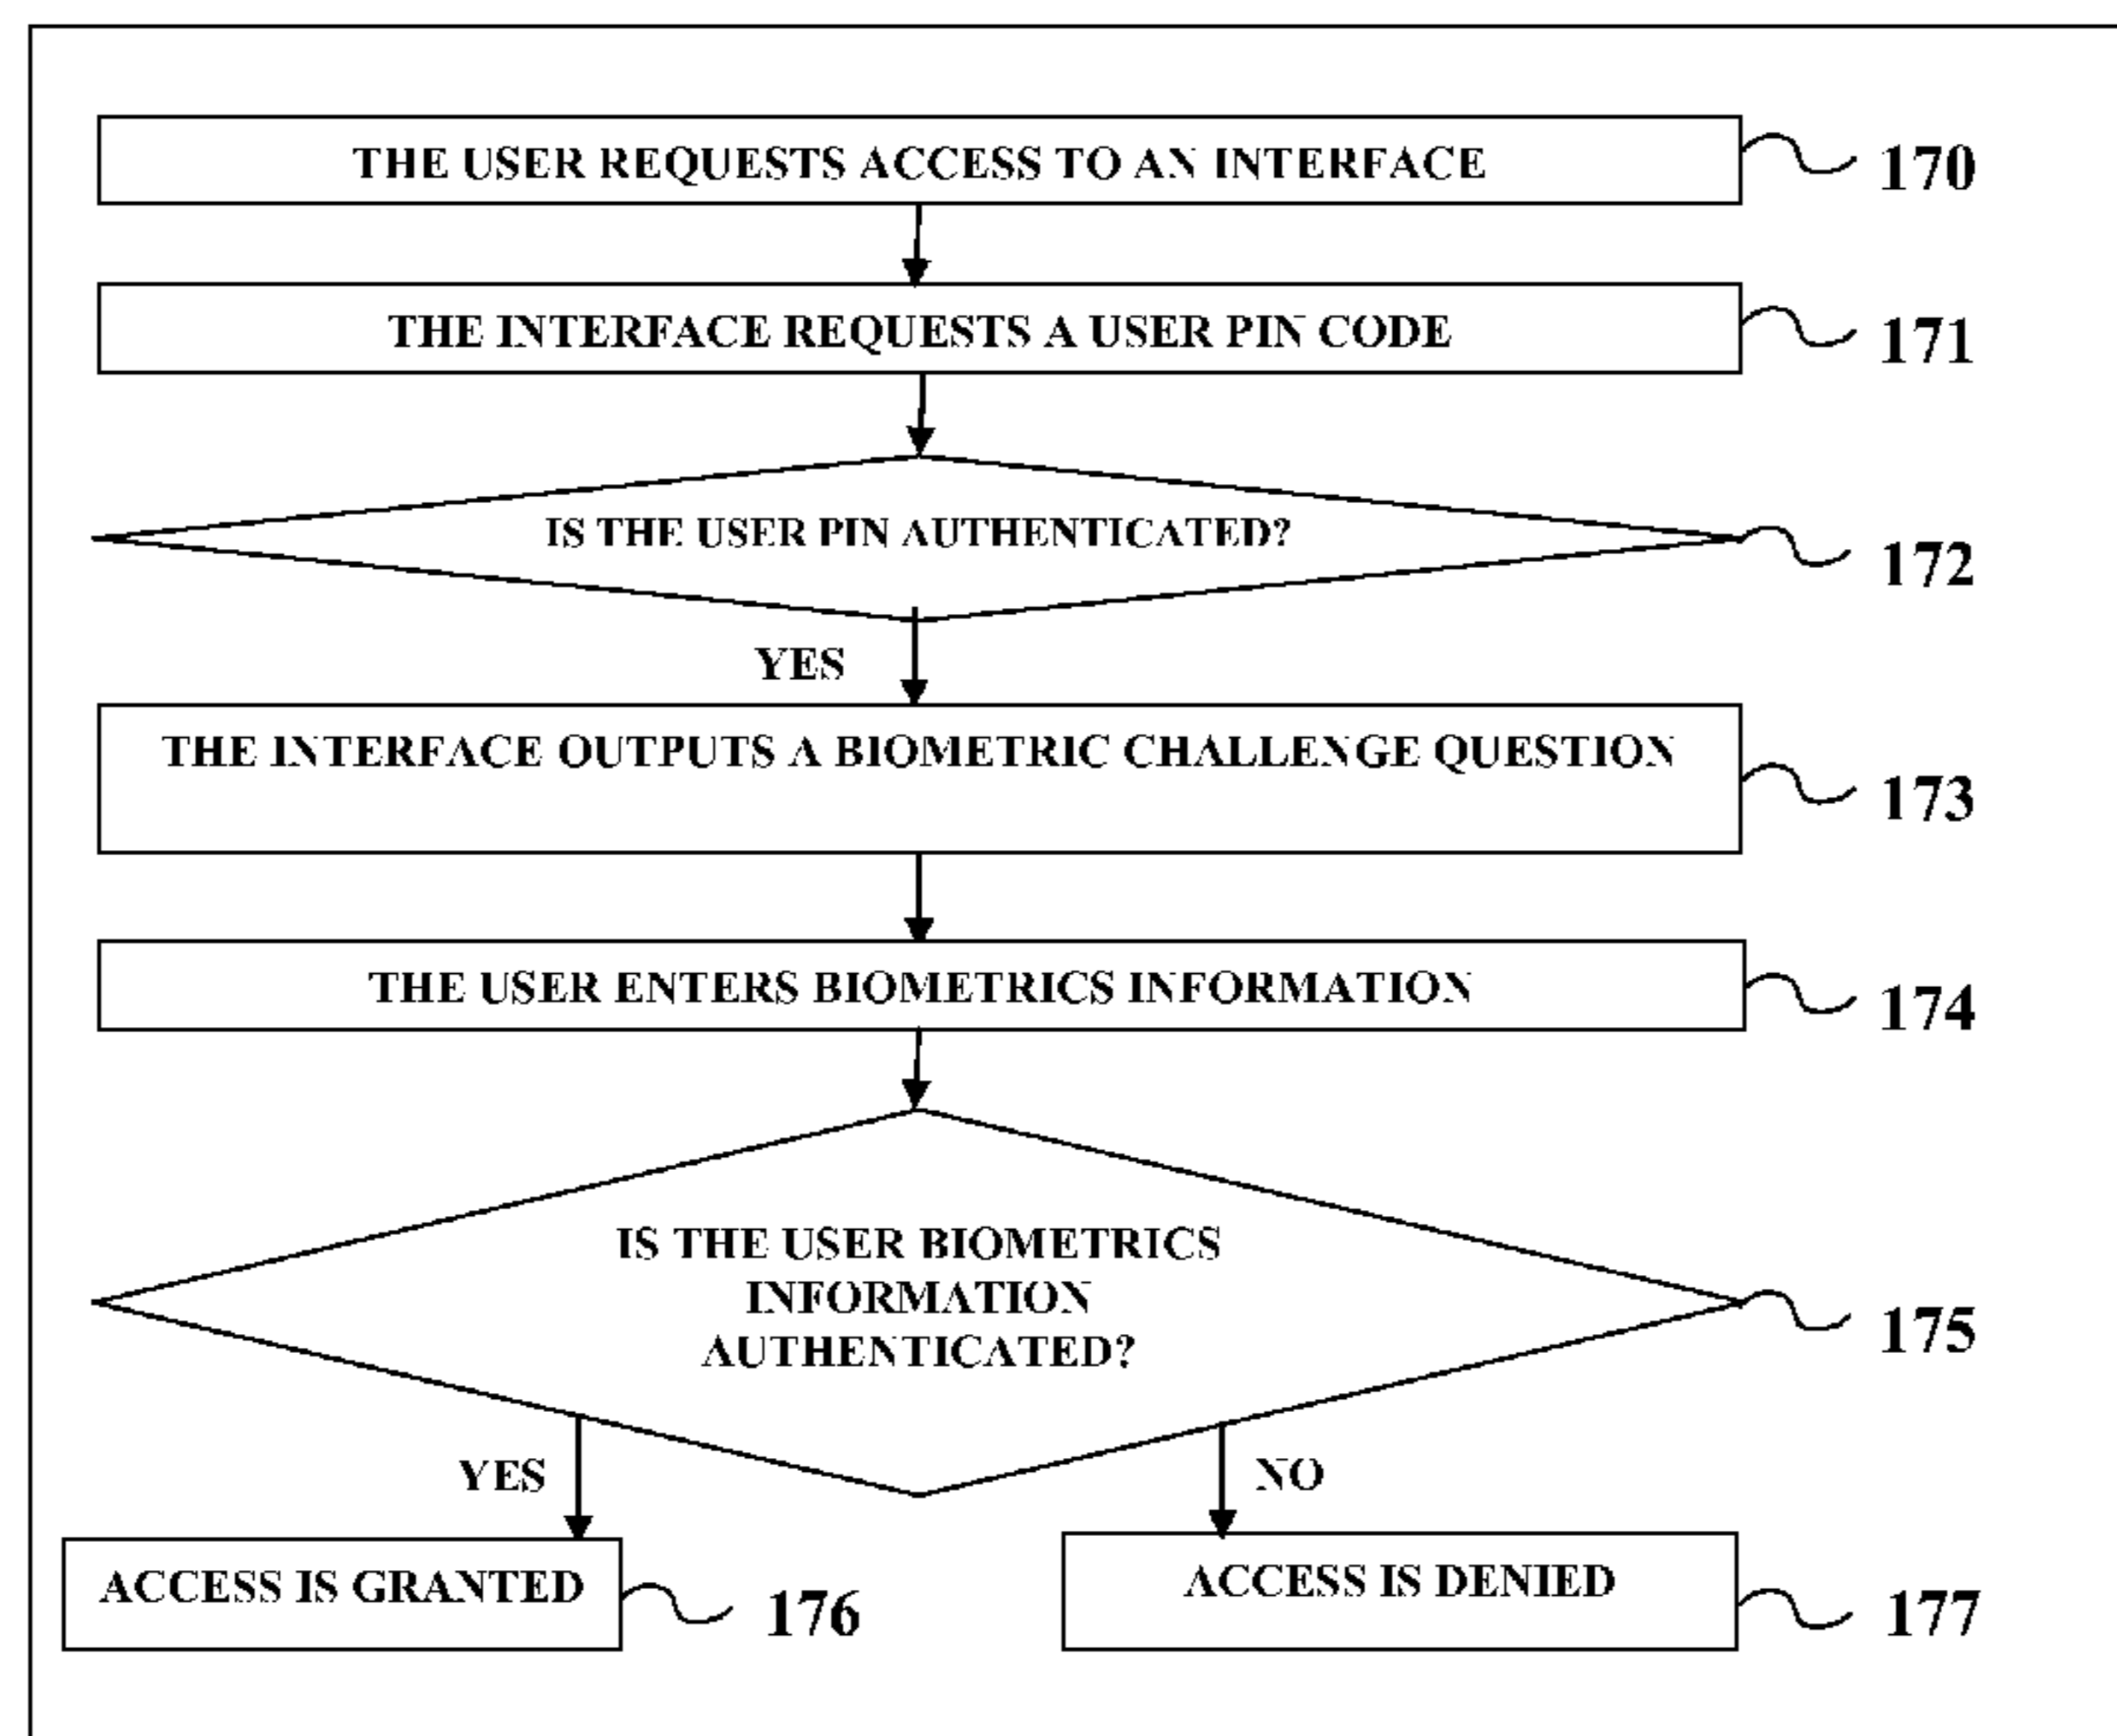 THE USER REQUESTS ACCESS TO AN INTERFACE
170
THE INTERFACE REQUESTS A USER PIN CODE
171
IS THE USER PIN AUTHENTICATED?
172
YES
THE INTERFACE OUTPUTS A BIOMETRIC CHALLENGE QUESTION
173
THE USER ENTERS BIOMETRICS INFORMATION
174
IS THE USER BIOMETRICS
INFORMATION
AUTHENTICATED?
175
YES
NO
ACCESS IS GRANTED
176
ACCESS IS DENIED
177